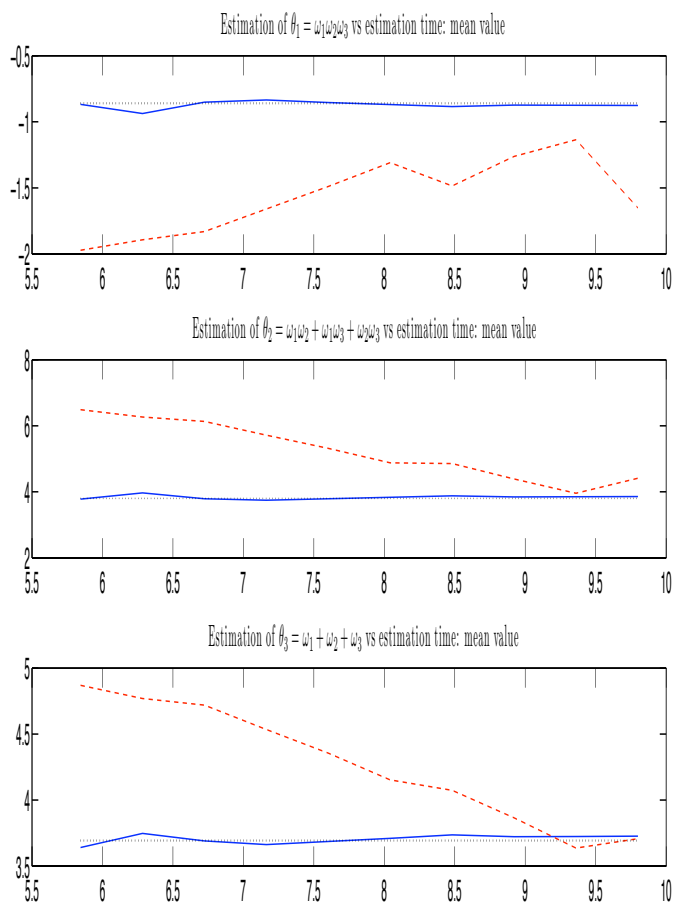 Estimation of θ₁ = ω₁ω₂ω₃ vs estimation time: mean value
−0.5
−1
−1.5
−2
5.5 6 6.5 7 7.5 8 8.5 9 9.5 10
Estimation of θ₂ = ω₁ω₂ + ω₁ω₃ + ω₂ω₃ vs estimation time: mean value
8
6
4
2
5.5 6 6.5 7 7.5 8 8.5 9 9.5 10
Estimation of θ₃ = ω₁ + ω₂ + ω₃ vs estimation time: mean value
5
4.5
4
3.5
5.5 6 6.5 7 7.5 8 8.5 9 9.5 10